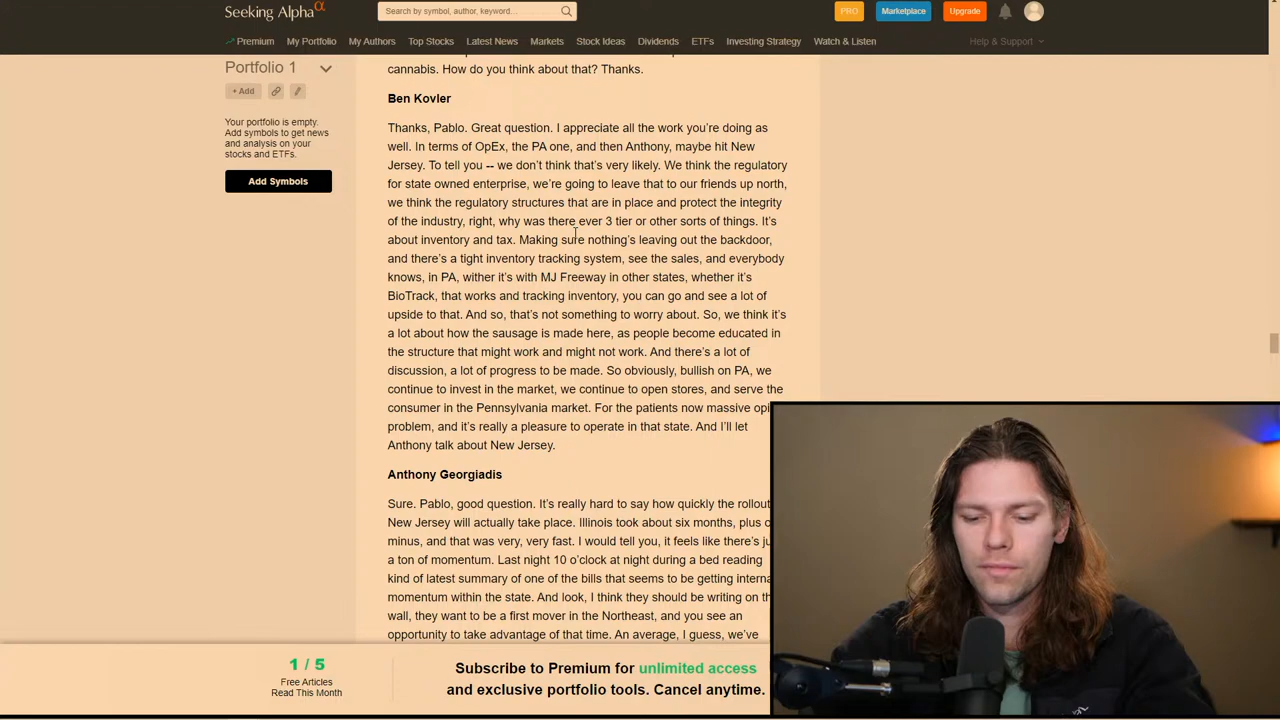 Seeking Alpha α
Search by symbol, author, keyword...
PRO
Marketplace
Upgrade
Premium
My Portfolio
My Authors
Top Stocks
Latest News
Markets
Stock Ideas
Dividends
ETFs
Investing Strategy
Watch & Listen
Help & Support
Portfolio 1
+ Add
Your portfolio is empty.
Add symbols to get news
and analysis on your
stocks and ETFs.
Add Symbols
cannabis. How do you think about that? Thanks.
Ben Kovler
Thanks, Pablo. Great question. I appreciate all the work you're doing as
well. In terms of OpEx, the PA one, and then Anthony, maybe hit New
Jersey. To tell you -- we don't think that's very likely. We think the regulatory
for state owned enterprise, we're going to leave that to our friends up north,
we think the regulatory structures that are in place and protect the integrity
of the industry, right, why was there ever 3 tier or other sorts of things. It's
about inventory and tax. Making sure nothing's leaving out the backdoor,
and there's a tight inventory tracking system, see the sales, and everybody
knows, in PA, wither it's with MJ Freeway in other states, whether it's
BioTrack, that works and tracking inventory, you can go and see a lot of
upside to that. And so, that's not something to worry about. So, we think it's
a lot about how the sausage is made here, as people become educated in
the structure that might work and might not work. And there's a lot of
discussion, a lot of progress to be made. So obviously, bullish on PA, we
continue to invest in the market, we continue to open stores, and serve the
consumer in the Pennsylvania market. For the patients now massive
problem, and it's really a pleasure to operate in that state. And I'll let
Anthony talk about New Jersey.
Anthony Georgiadis
Sure. Pablo, good question. It's really hard to say how quickly the rollout
New Jersey will actually take place. Illinois took about six months, plus
minus, and that was very, very fast. I would tell you, it feels like there's
a ton of momentum. Last night 10 o'clock at night during a bed reading
kind of latest summary of one of the bills that seems to be getting
momentum within the state. And look, I think they should be writing on
wall, they want to be a first mover in the Northeast, and you see an
opportunity to take advantage of that time. An average, I guess, we've
1 / 5
Free Articles
Read This Month
Subscribe to Premium for unlimited access
and exclusive portfolio tools. Cancel anytime.